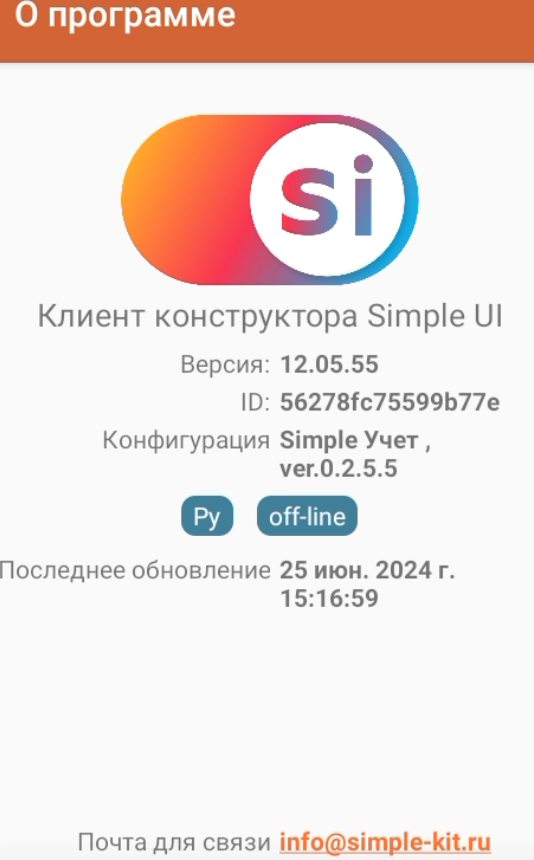 О программе
Si
Клиент конструктора Simple UI
Версия: 12.05.55
ID: 56278fc75599b77e
Конфигурация Simple Учет ,
ver.0.2.5.5
Py off-line
Последнее обновление 25 июн. 2024 г.
15:16:59
Почта для связи info@simple-kit.ru